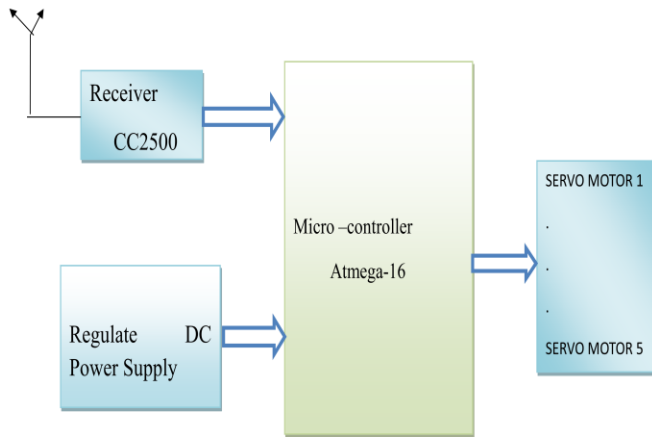 Receiver
CC2500
Micro –controller
Atmega-16
Regulate DC
Power Supply
SERVO MOTOR 1
.
.
.
SERVO MOTOR 5